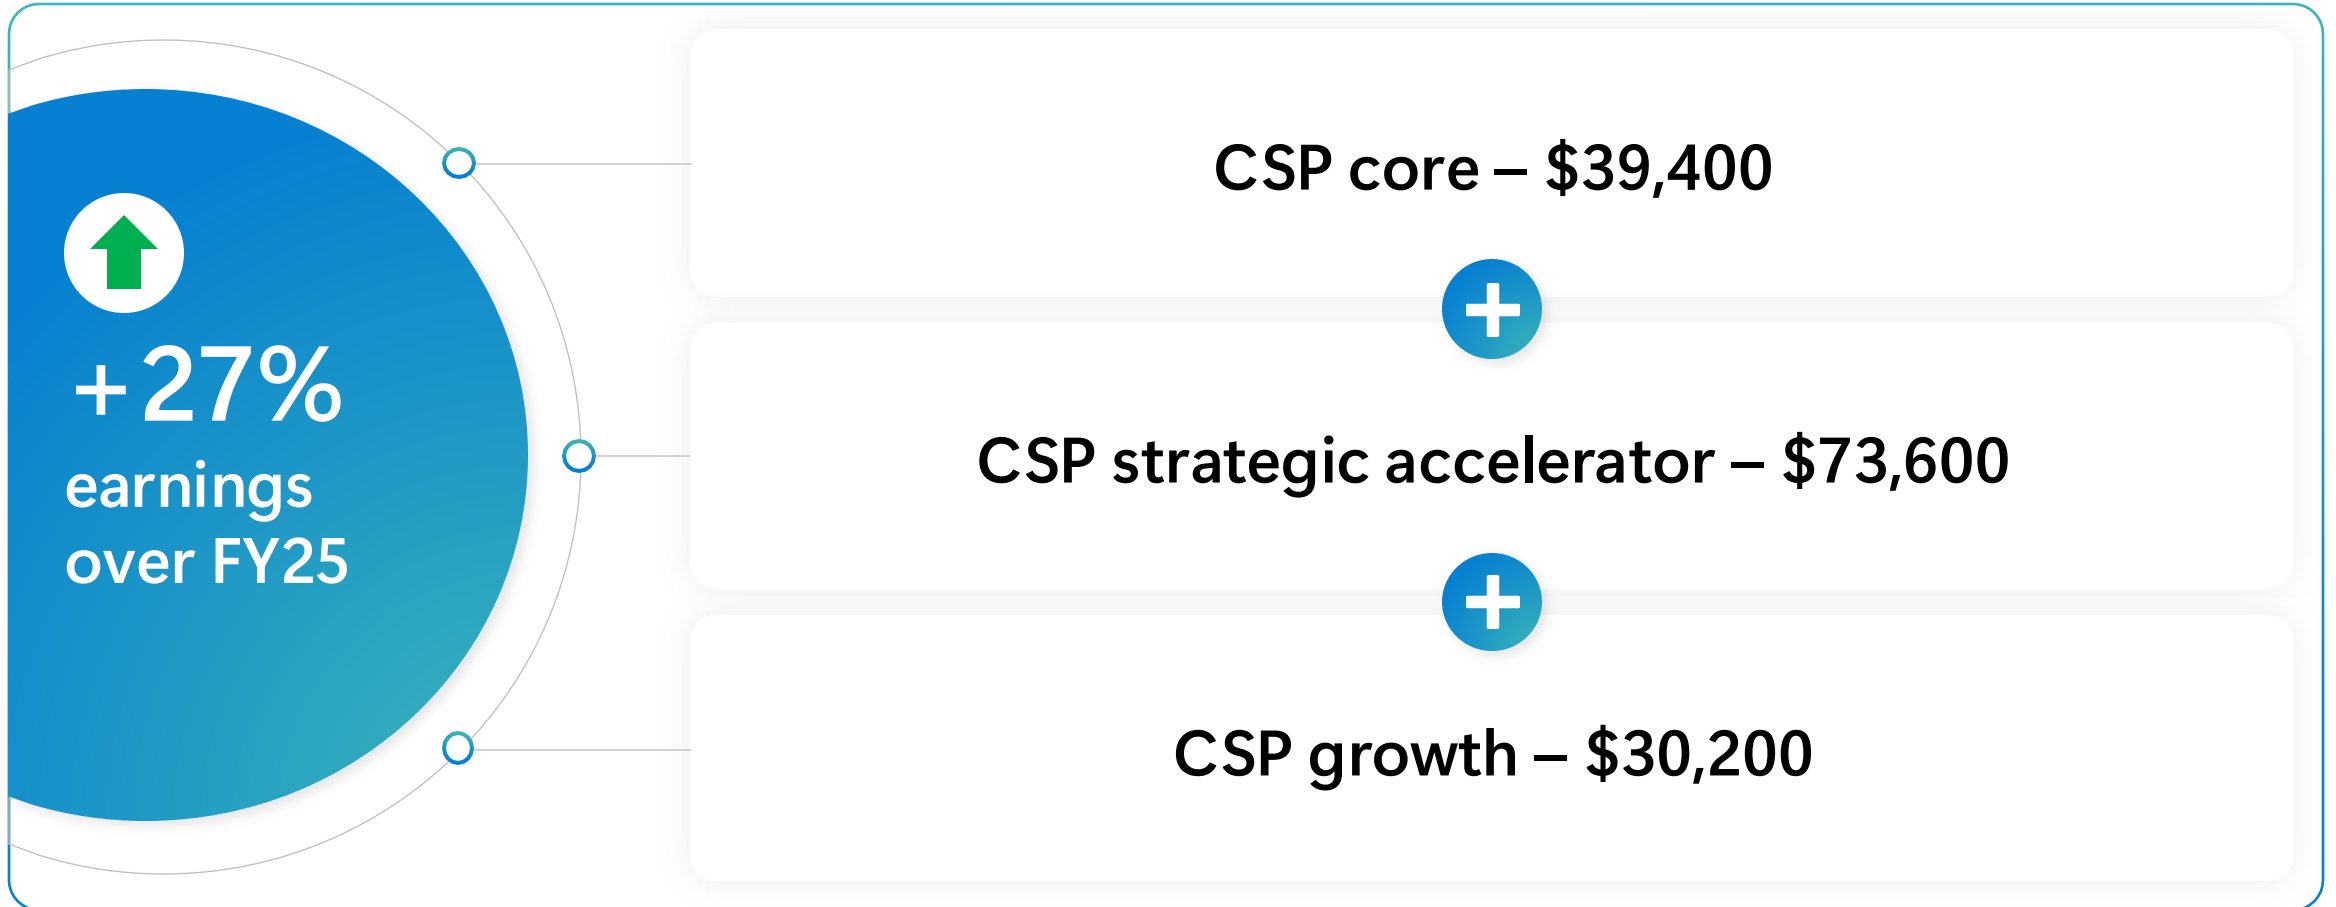 +27%
earnings
over FY25
CSP core – $39,400
CSP strategic accelerator – $73,600
CSP growth – $30,200